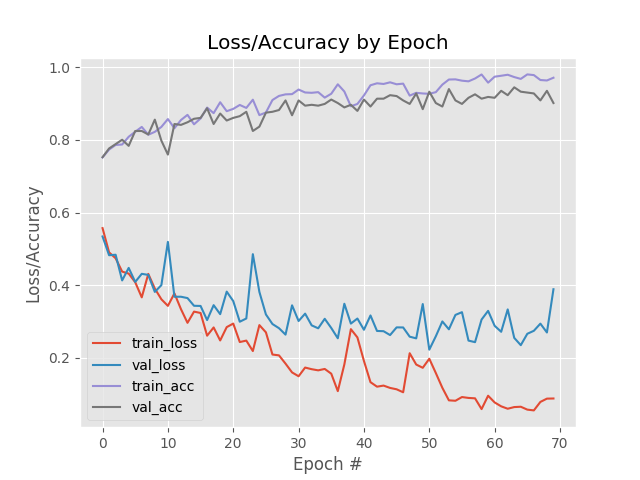 Loss/Accuracy by Epoch
1.0
0.8
0.6
0.4
0.2
Loss/Accuracy
train_loss
val_loss
train_acc
val_acc
0 10 20 30 40 50 60 70
Epoch #